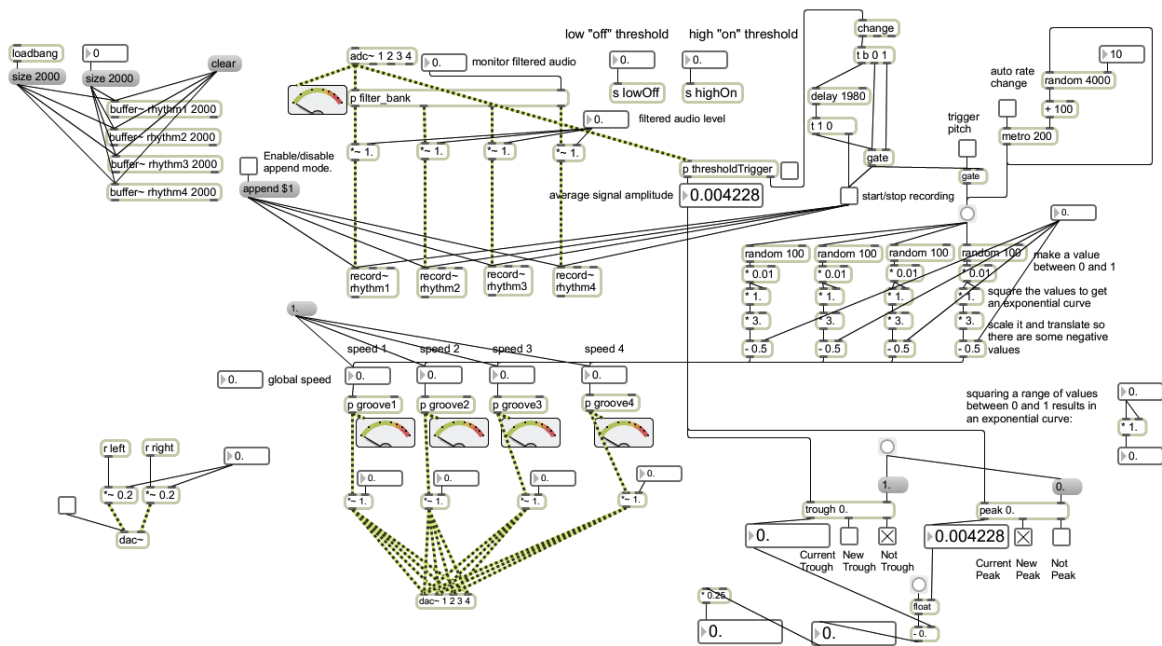 loadbang
0
size 2000
size 2000
clear
buffer~ rhythm1 2000
buffer~ rhythm2 2000
buffer~ rhythm3 2000
buffer~ rhythm4 2000
Enable/disable
append mode.
append $1
adc~ 1 2 3 4
0.
monitor filtered audio
p filter_bank
0.
filtered audio level
*~ 1.
*~ 1.
*~ 1.
*~ 1.
low "off" threshold
high "on" threshold
0.
0.
s lowOff
s highOn
p thresholdTrigger
average signal amplitude
0.004228
change
t b 0 1
delay 1980
t 1 0
gate
start/stop recording
trigger
pitch
gate
auto rate
change
10
random 4000
+ 100
metro 200
record~
rhythm1
record~
rhythm2
record~
rhythm3
record~
rhythm4
0.
random 100
random 100
random 100
random 100
* 0.01
* 0.01
* 0.01
* 0.01
* 1.
* 1.
* 1.
* 1.
* 3.
* 3.
* 3.
* 3.
- 0.5
- 0.5
- 0.5
- 0.5
make a value
between 0 and 1
square the values to get
an exponential curve
scale it and translate so
there are some negative
values
1.
speed 1
speed 2
speed 3
speed 4
0.
global speed
0.
0.
0.
0.
p groove1
p groove2
p groove3
p groove4
0.
0.
0.
0.
*~ 1.
*~ 1.
*~ 1.
*~ 1.
dac~ 1 2 3 4
r left
r right
0.
*~ 0.2
*~ 0.2
dac~
squaring a range of values
between 0 and 1 results in
an exponential curve:
0.
* 1.
0.
1.
0.
trough 0.
peak 0.
0.
0.004228
Current
Trough
New
Trough
Not
Trough
Current
Peak
New
Peak
Not
Peak
float
- 0.
* 0.25
0.
0.